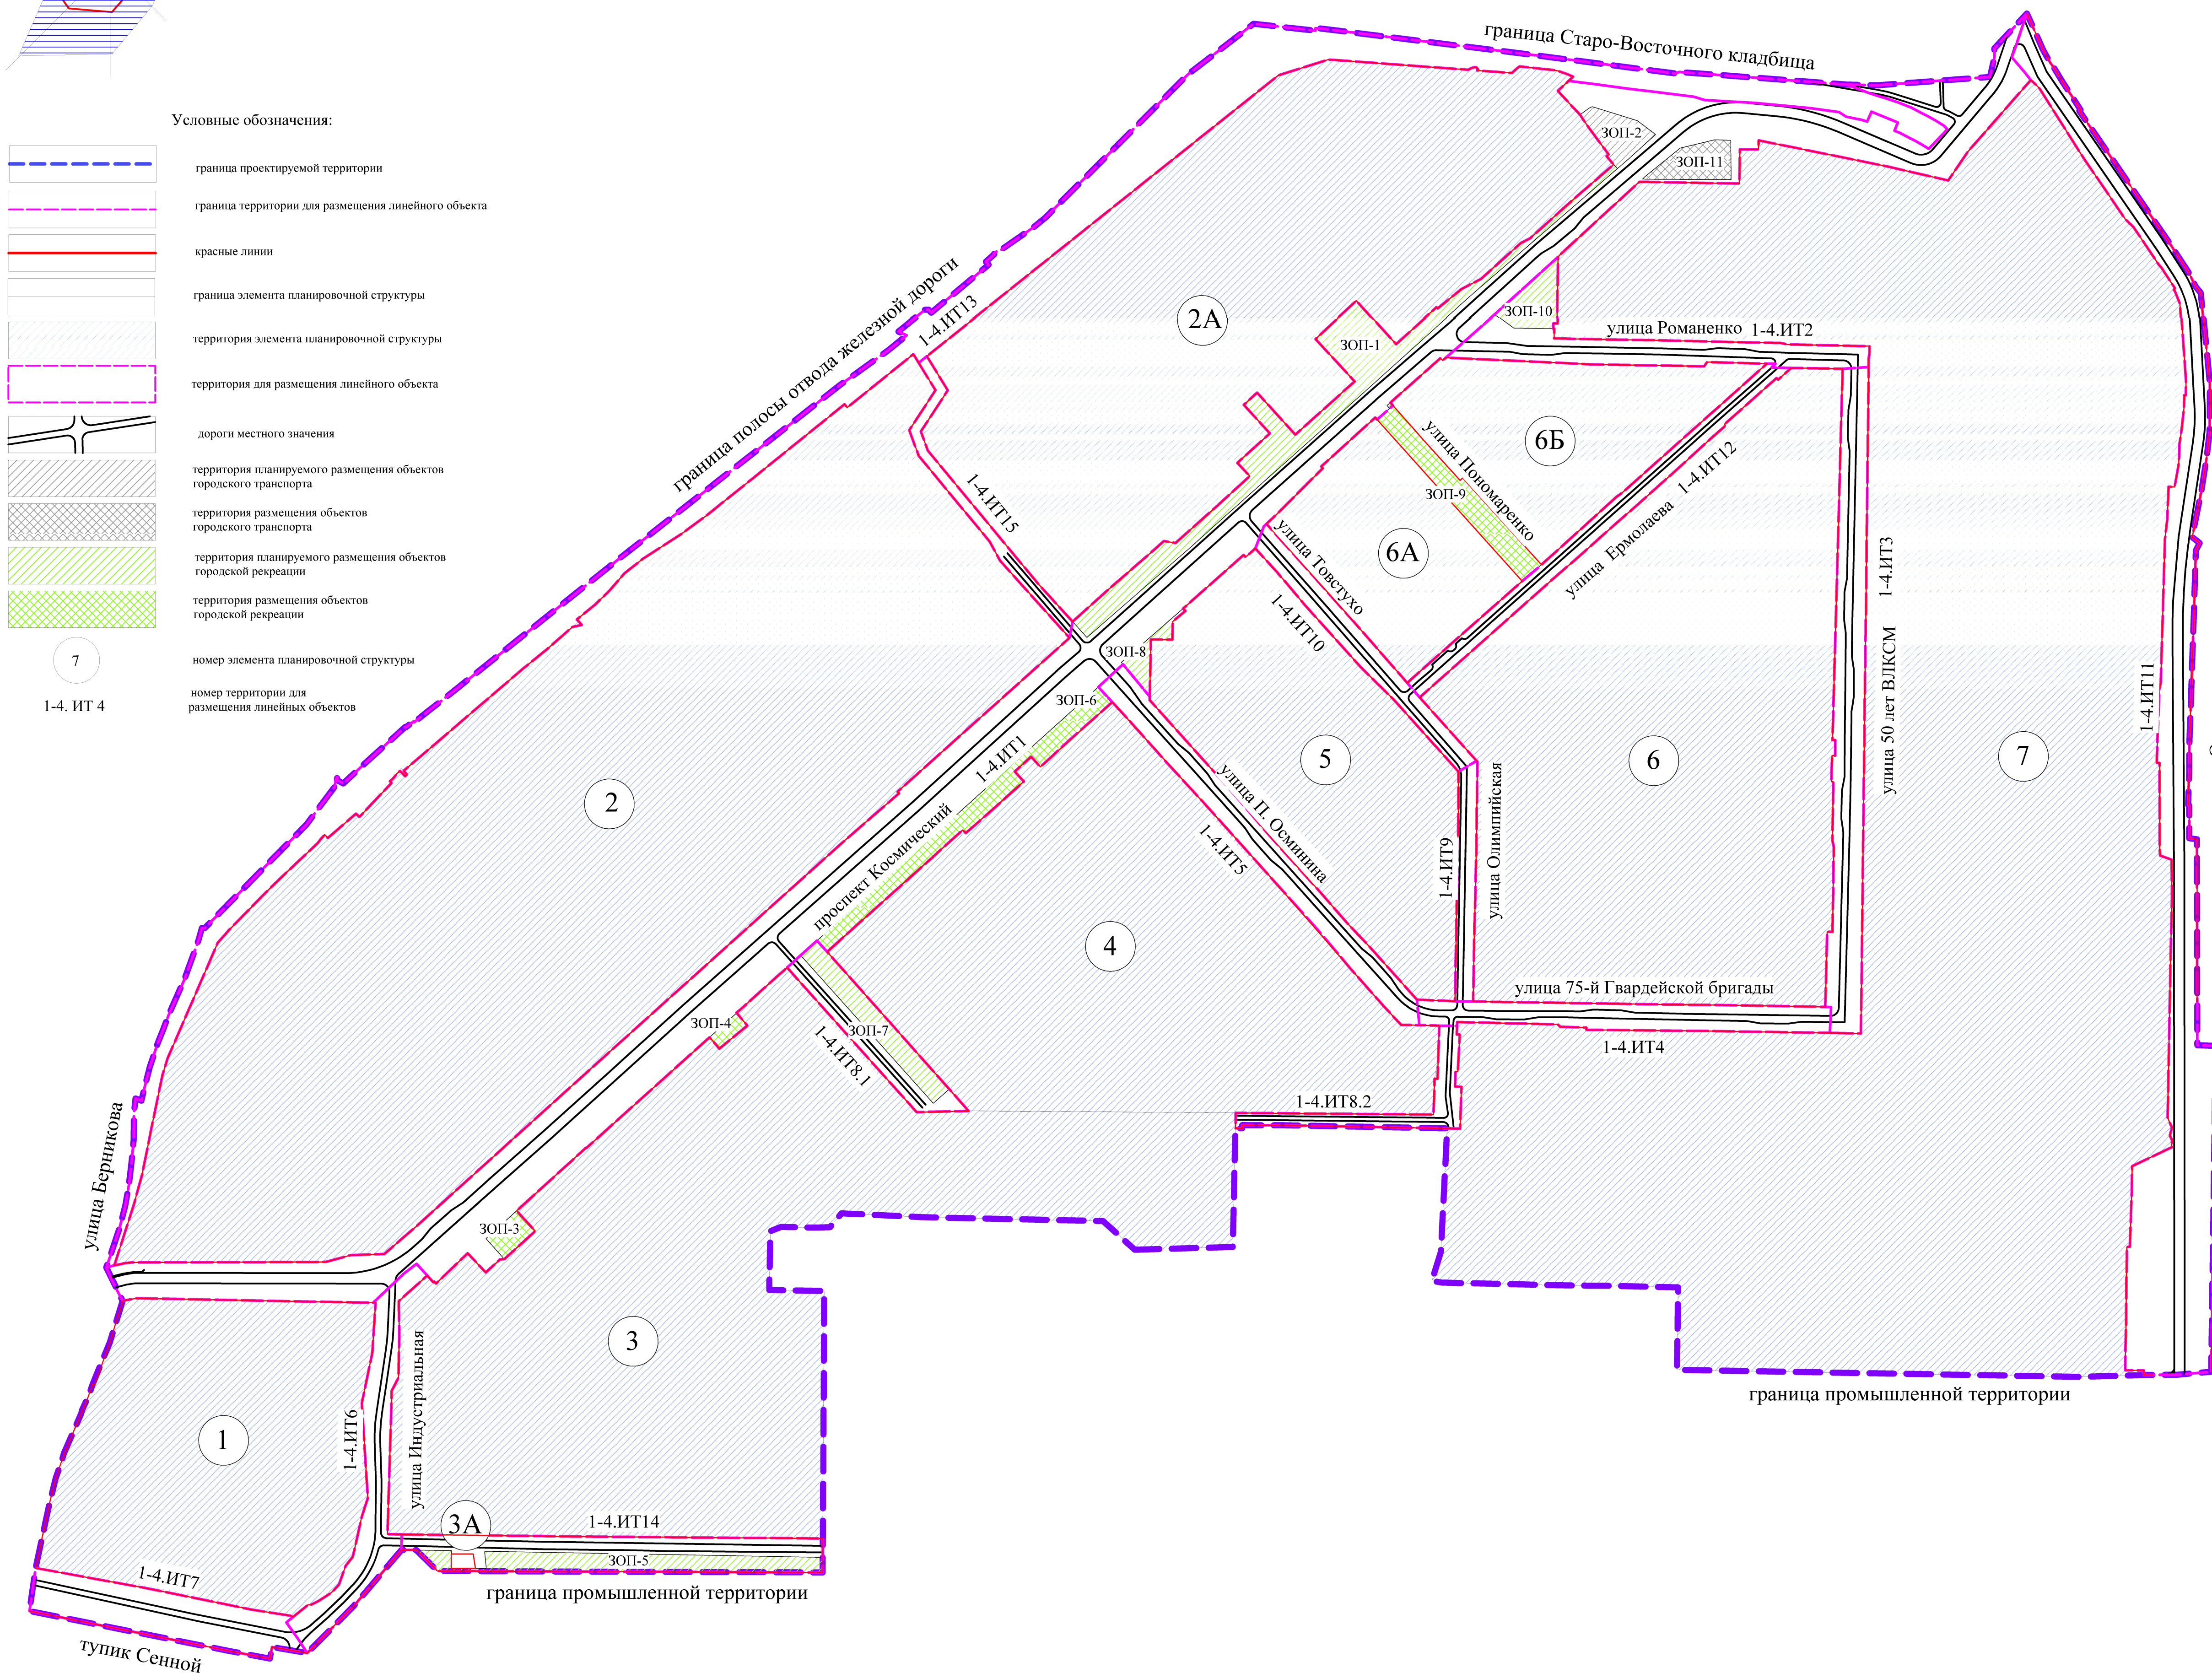 Условные обозначения:
граница проектируемой территории
граница территории для размещения линейного объекта
красные линии
граница элемента планировочной структуры
территория элемента планировочной структуры
территория для размещения линейного объекта
дороги местного значения
территория планируемого размещения объектов
городского транспорта
территория размещения объектов
городского транспорта
территория планируемого размещения объектов
городской рекреации
территория размещения объектов
городской рекреации
7
номер элемента планировочной структуры
1-4. ИТ 4
номер территории для
размещения линейных объектов
граница Старо-Восточного кладбища
ЗОП-2
ЗОП-11
граница полосы отвода железной дороги
1-4.ИТ13
2А
ЗОП-1
ЗОП-10
улица Романенко 1-4.ИТ2
1-4.ИТ15
улица Пономаренко
ЗОП-9
6Б
1-4.ИТ12
улица Ермолаева
6А
улица Товстухо
1-4.ИТ10
1-4.ИТ3
улица 50 лет ВЛКСМ
1-4.ИТ11
ЗОП-8
ЗОП-6
1-4.ИТ1
проспект Космический
2
5
6
7
улица П. Осминина
1-4.ИТ5
1-4.ИТ9
улица Олимпийская
4
улица 75-й Гвардейской бригады
1-4.ИТ4
ЗОП-4
ЗОП-7
1-4.ИТ8.1
1-4.ИТ8.2
улица Берникова
ЗОП-3
3
улица Индустриальная
1-4.ИТ6
1
граница промышленной территории
3А
1-4.ИТ14
ЗОП-5
граница промышленной территории
1-4.ИТ7
тупик Сенной